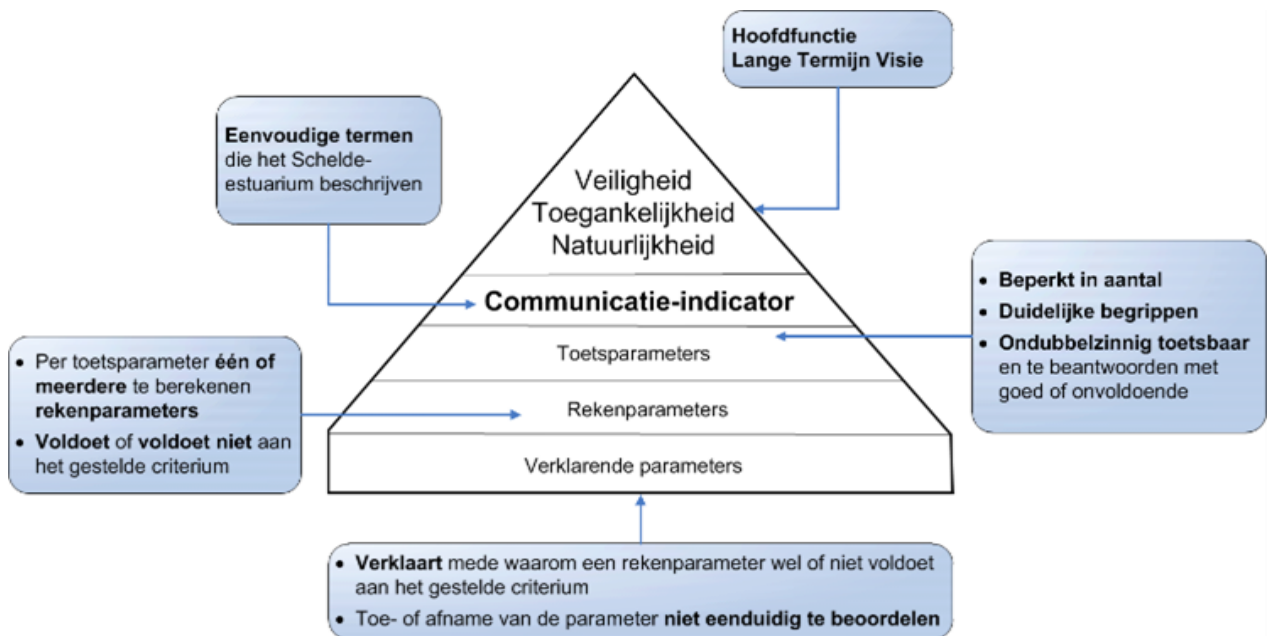 Hoofdfunctie
Lange Termijn Visie
Eenvoudige termen
die het Schelde-
estuarium beschrijven
Veiligheid
Toegankelijkheid
Natuurlijkheid
Communicatie-indicator
Toetsparameters
Rekenparameters
Verklarende parameters
• Beperkt in aantal
• Duidelijke begrippen
• Ondubbelzinnig toetsbaar
en te beantwoorden met
goed of onvoldoende
• Per toetsparameter één of
meerdere te berekenen
rekenparameters
• Voldoet of voldoet niet aan
het gestelde criterium
• Verklaart mede waarom een rekenparameter wel of niet voldoet
aan het gestelde criterium
• Toe- of afname van de parameter niet eenduidig te beoordelen